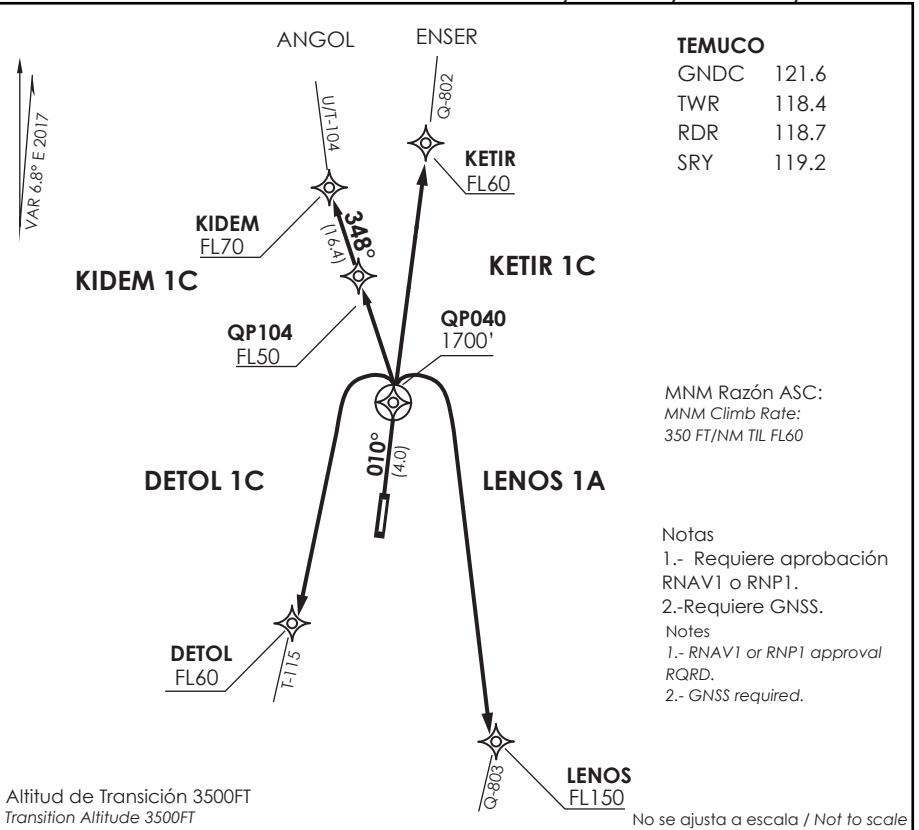 ANGOL
ENSER
TEMUCO
GNDC 121.6
TWR 118.4
RDR 118.7
SRY 119.2
VAR 6.8° E 2017
U/T-104
Q-802
KETIR
FL60
KIDEM
FL70
348°
(16.4)
KIDEM 1C
KETIR 1C
QP104
FL50
QP040
1700'
MNM Razón ASC:
MNM Climb Rate:
350 FT/NM TIL FL60
010°
(4.0)
DETOL 1C
LENOS 1A
Notas
1.- Requiere aprobación
RNAV1 o RNP1.
2.-Requiere GNSS.
Notes
1.- RNAV1 or RNP1 approval
RQRD.
2.- GNSS required.
DETOL
FL60
T-115
LENOS
FL150
Q-803
Altitud de Transición 3500FT
Transition Altitude 3500FT
No se ajusta a escala / Not to scale